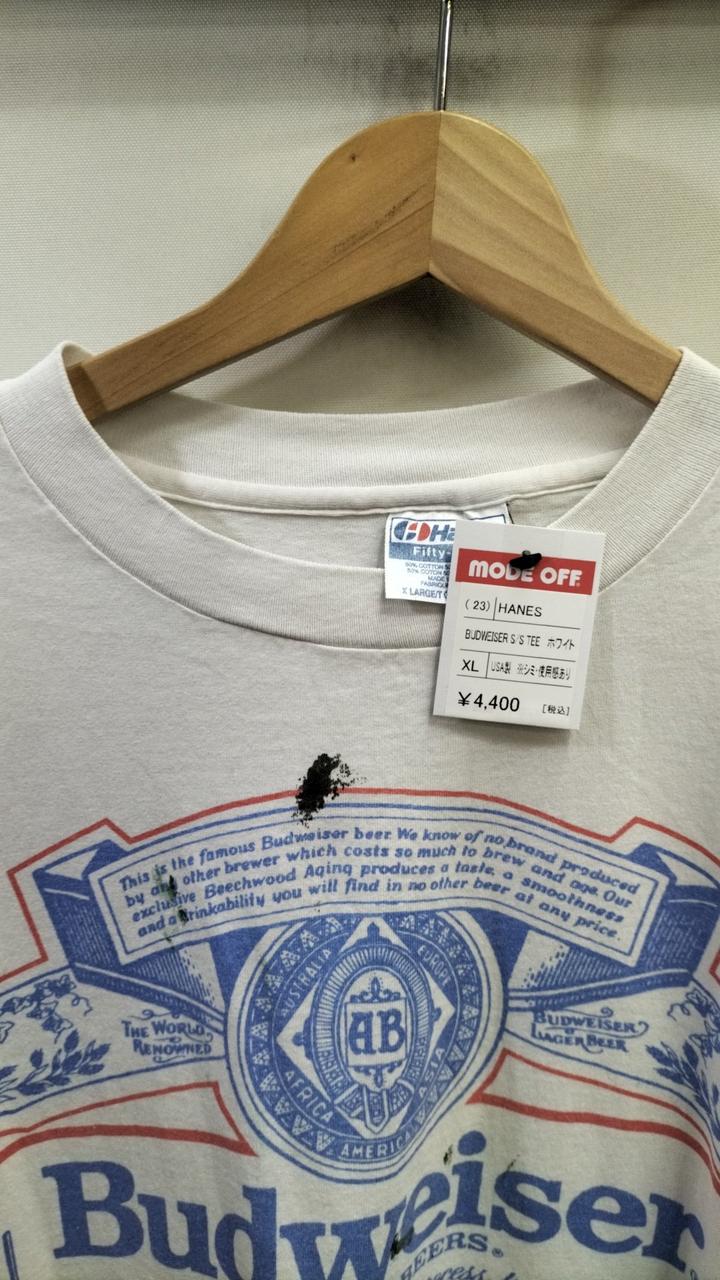 Fifty-
X LARGE/T
MODE OFF
(23) HANES
BUDWEISER S/S TEE ホワイト
XL USA製 ※シミ・使用感あり
¥4,400 [税込]
This is the famous Budweiser beer. We know of no brand produced
by any other brewer which costs so much to brew and age. Our
exclusive Beechwood Aging produces a taste, a smoothness
and drinkability you will find in no other beer at any price.
AUSTRALIA EUROPE
THE WORLD
RENOWNED
AB
BUDWEISER
LAGER BEER
AFRICA ASIA
AMERICA
Budweiser
BEERS®